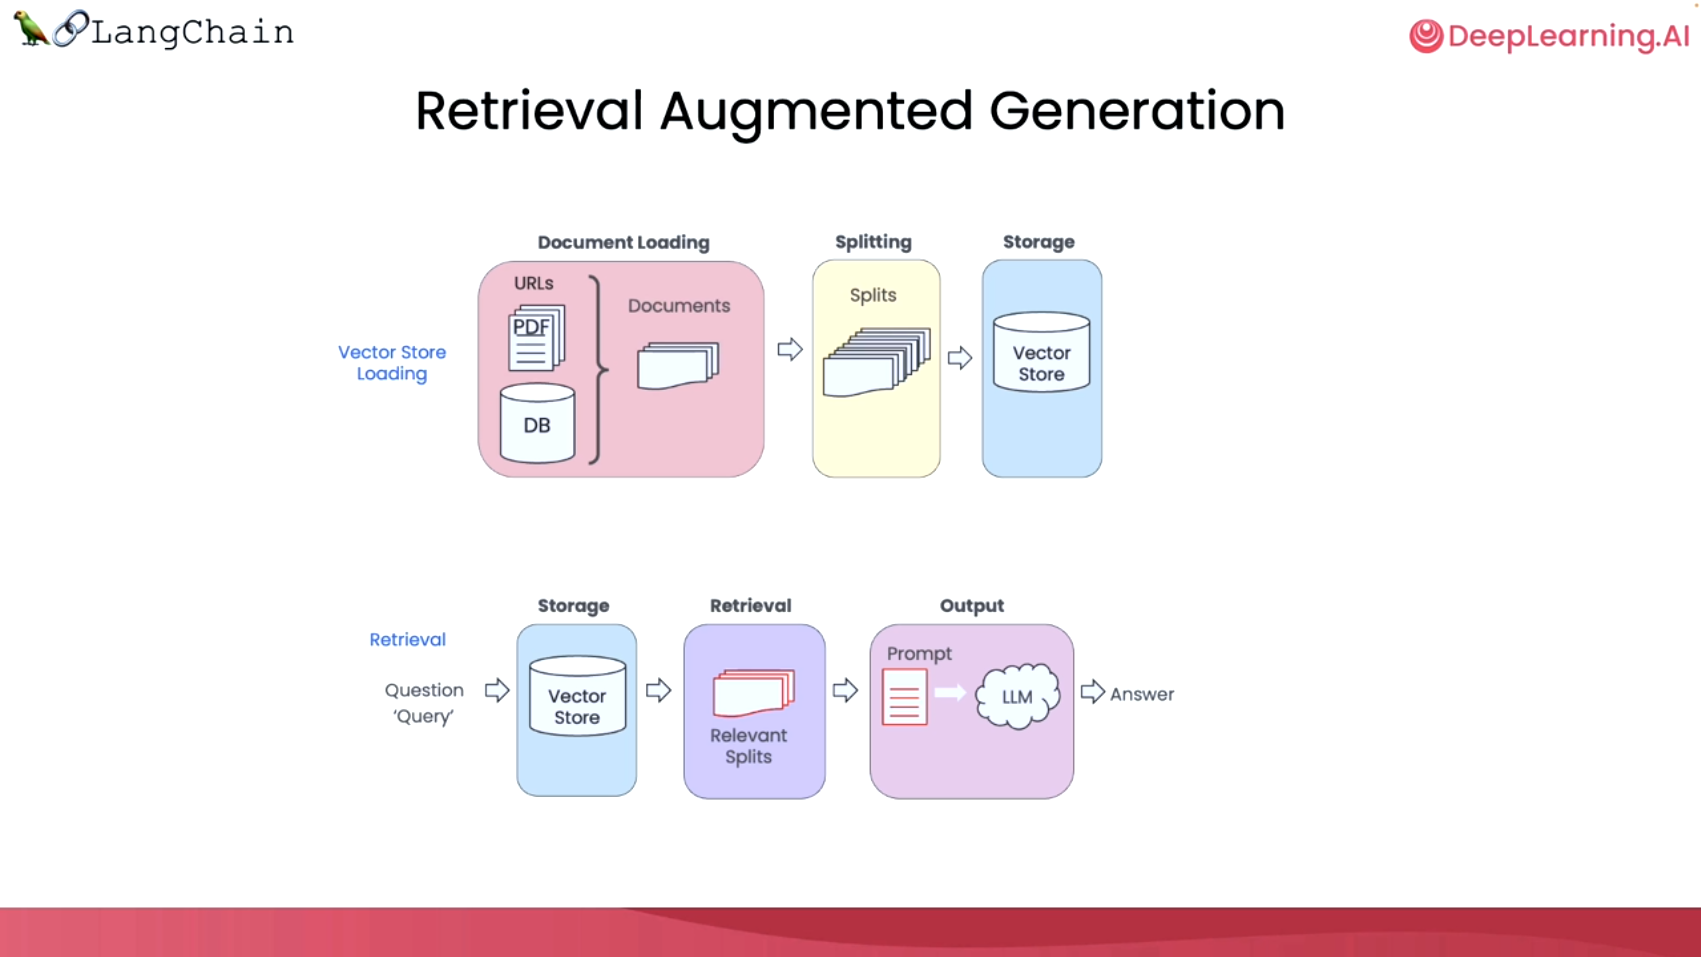 LangChain
DeepLearning.AI
Retrieval Augmented Generation
Document Loading
Splitting
Storage
URLs
PDF
DB
Documents
Splits
Vector
Store
Vector Store
Loading
Storage
Retrieval
Output
Retrieval
Question
‘Query’
Vector
Store
Relevant
Splits
Prompt
LLM
Answer